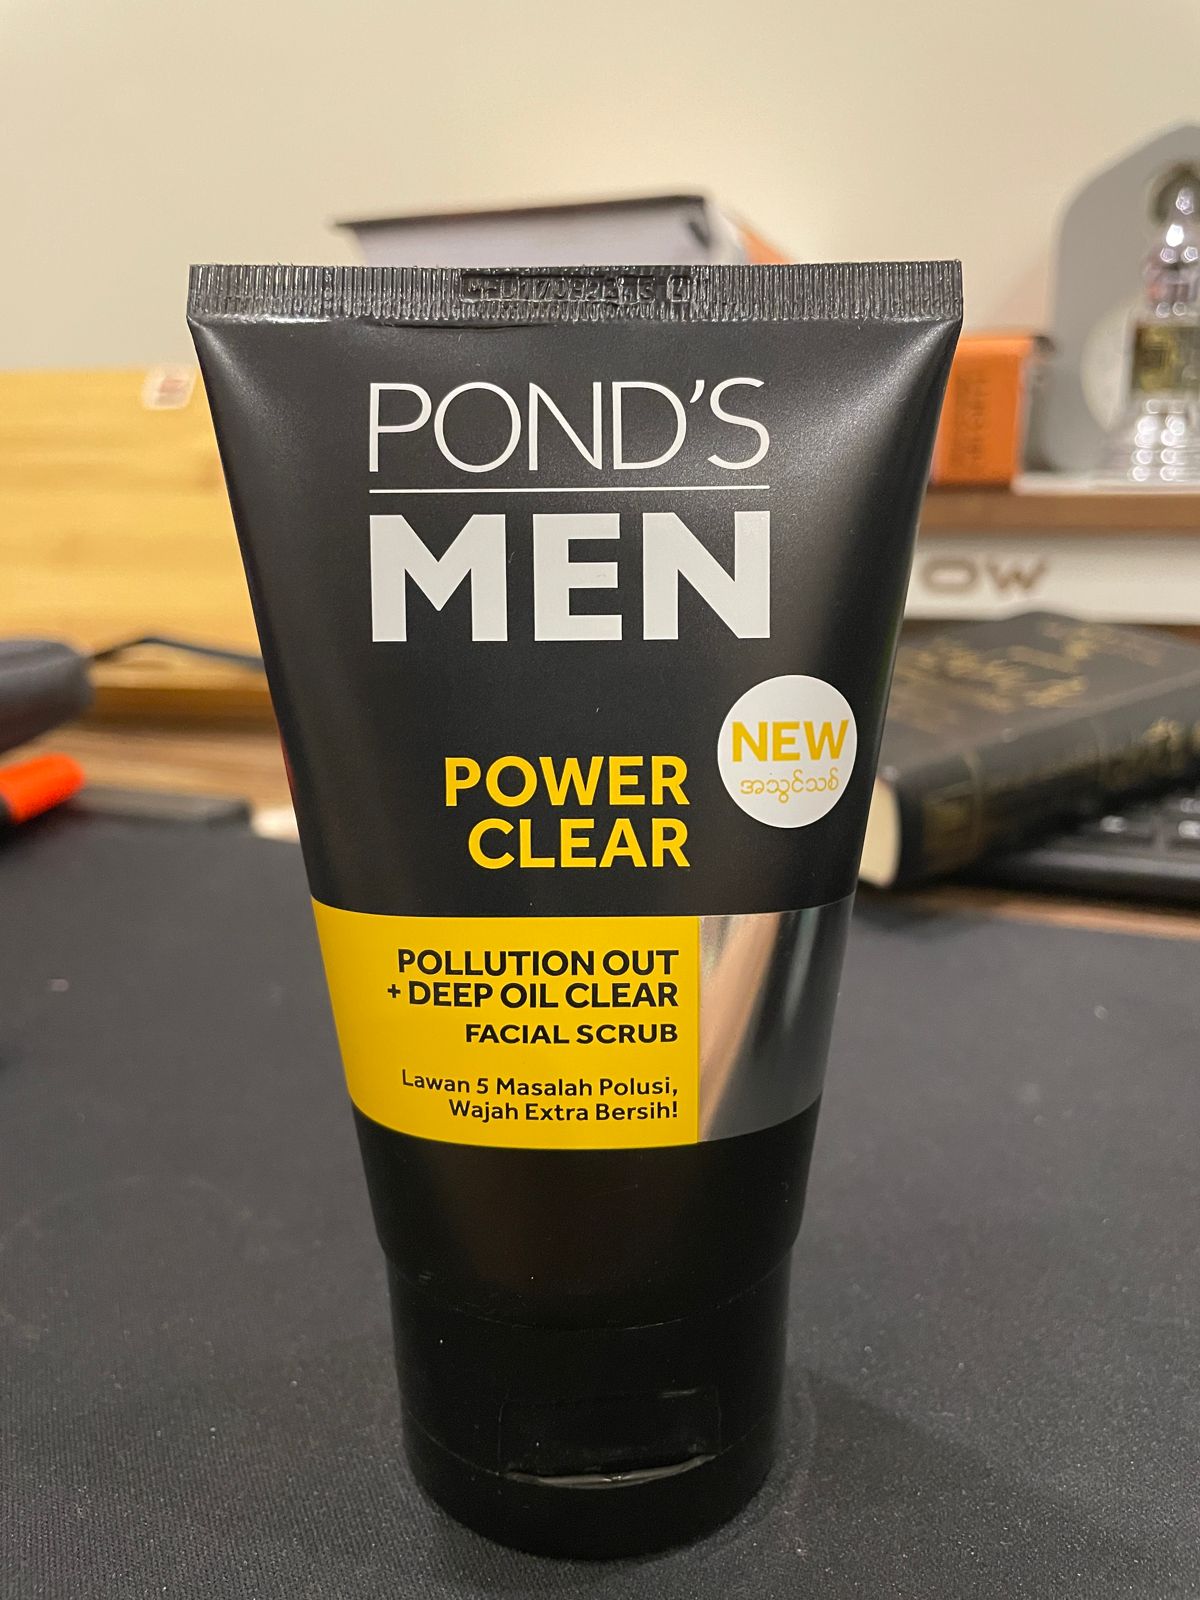 POND'S
MEN
NEW
အသွင်သစ်
POWER
CLEAR
POLLUTION OUT
+ DEEP OIL CLEAR
FACIAL SCRUB
Lawan 5 Masalah Polusi,
Wajah Extra Bersih!
OW